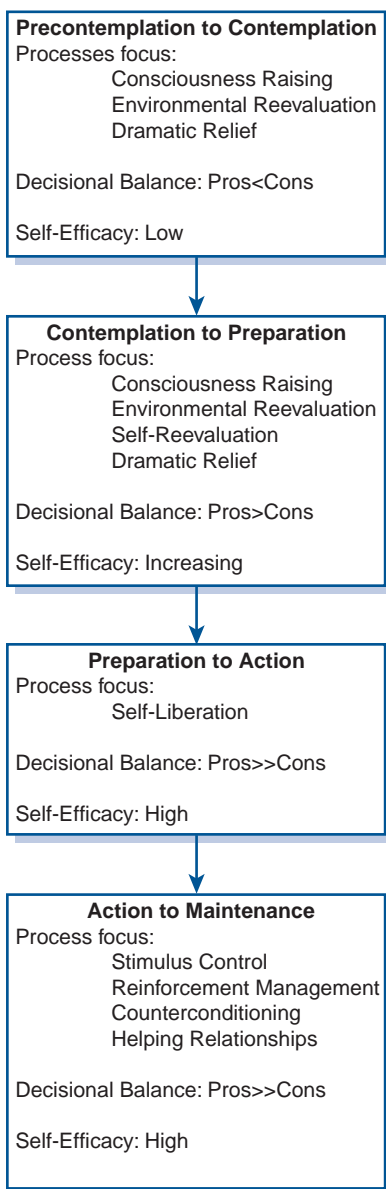 Precontemplation to Contemplation
Processes focus:
Consciousness Raising
Environmental Reevaluation
Dramatic Relief
Decisional Balance: Pros<Cons
Self-Efficacy: Low
Contemplation to Preparation
Process focus:
Consciousness Raising
Environmental Reevaluation
Self-Reevaluation
Dramatic Relief
Decisional Balance: Pros>Cons
Self-Efficacy: Increasing
Preparation to Action
Process focus:
Self-Liberation
Decisional Balance: Pros>>Cons
Self-Efficacy: High
Action to Maintenance
Process focus:
Stimulus Control
Reinforcement Management
Counterconditioning
Helping Relationships
Decisional Balance: Pros>>Cons
Self-Efficacy: High